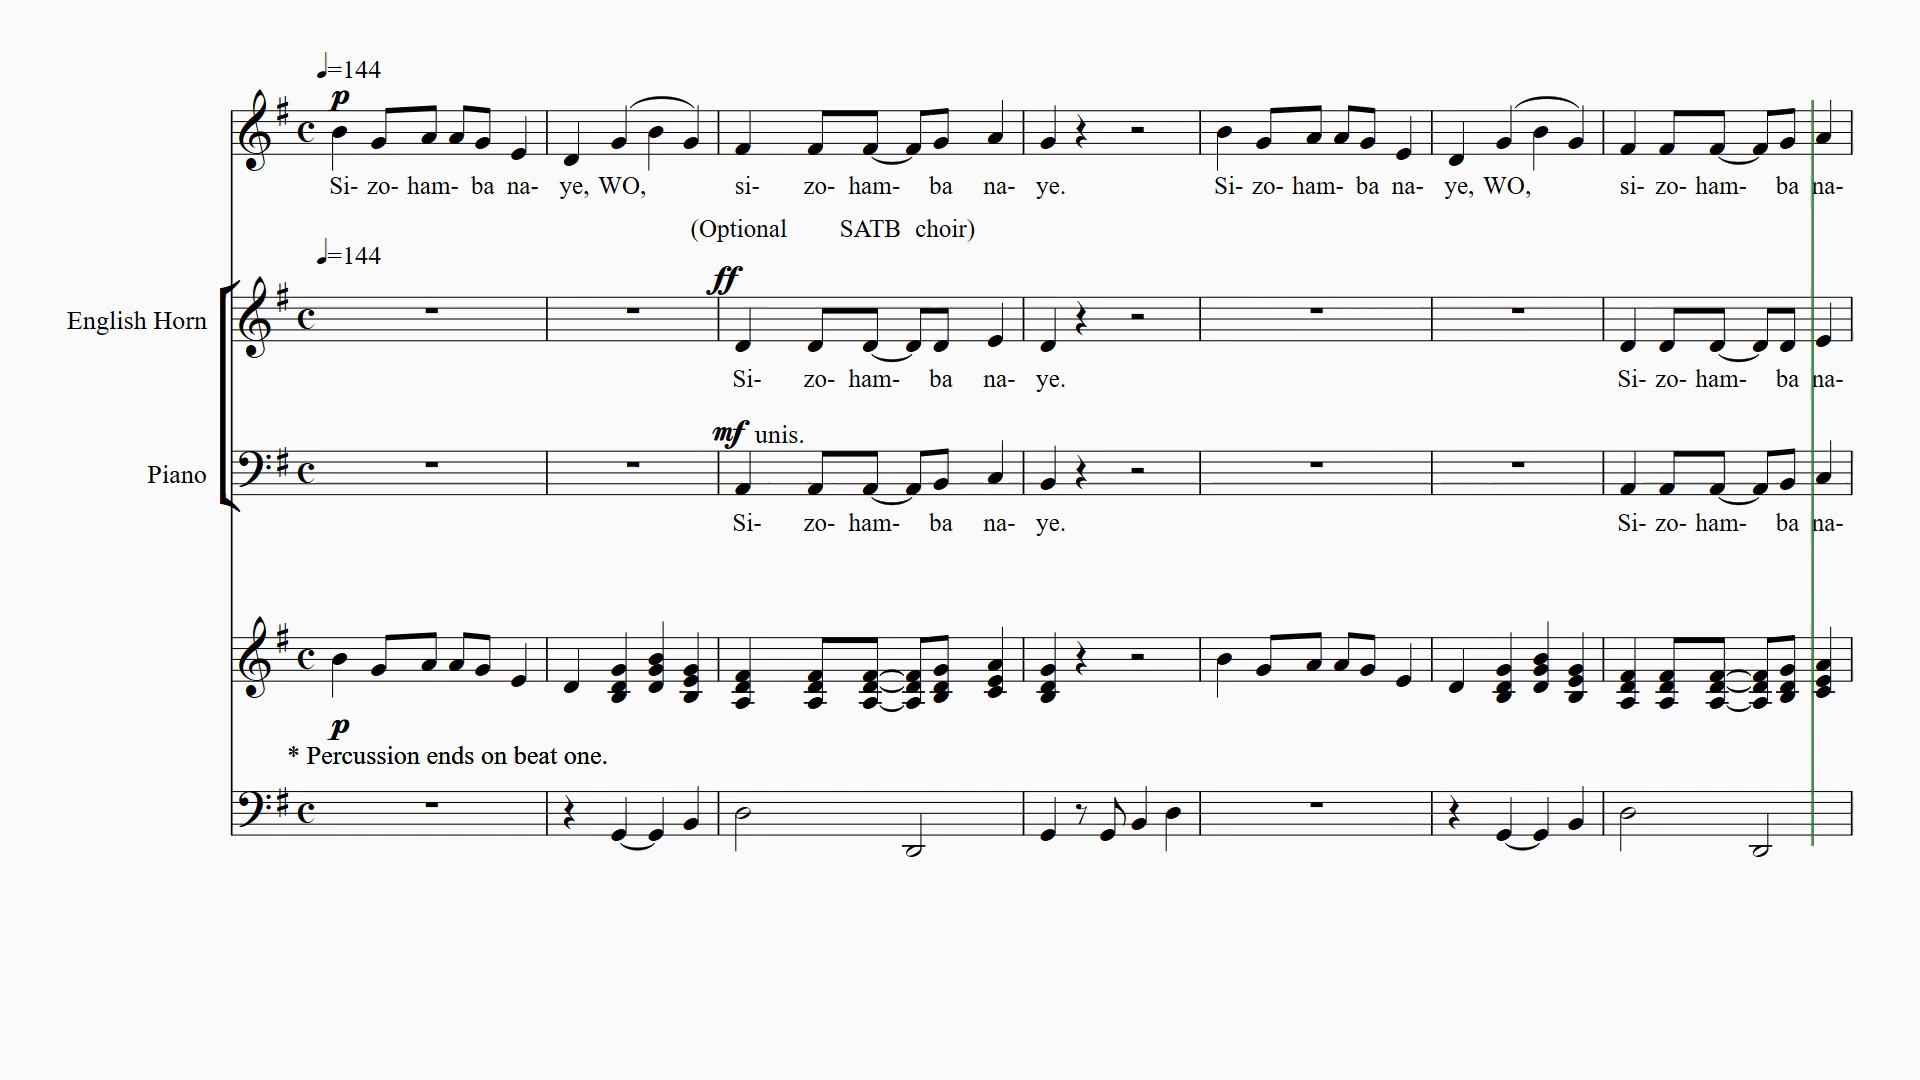 ♩=144
p
Si- zo- ham- ba na- ye, WO, si- zo- ham- ba na- ye. Si- zo- ham- ba na- ye, WO, si- zo- ham- ba na-
(Optional SATB choir)
♩=144
ff
English Horn
Si- zo- ham- ba na- ye. Si- zo- ham- ba na-
mf unis.
Piano
Si- zo- ham- ba na- ye. Si- zo- ham- ba na-
p
* Percussion ends on beat one.